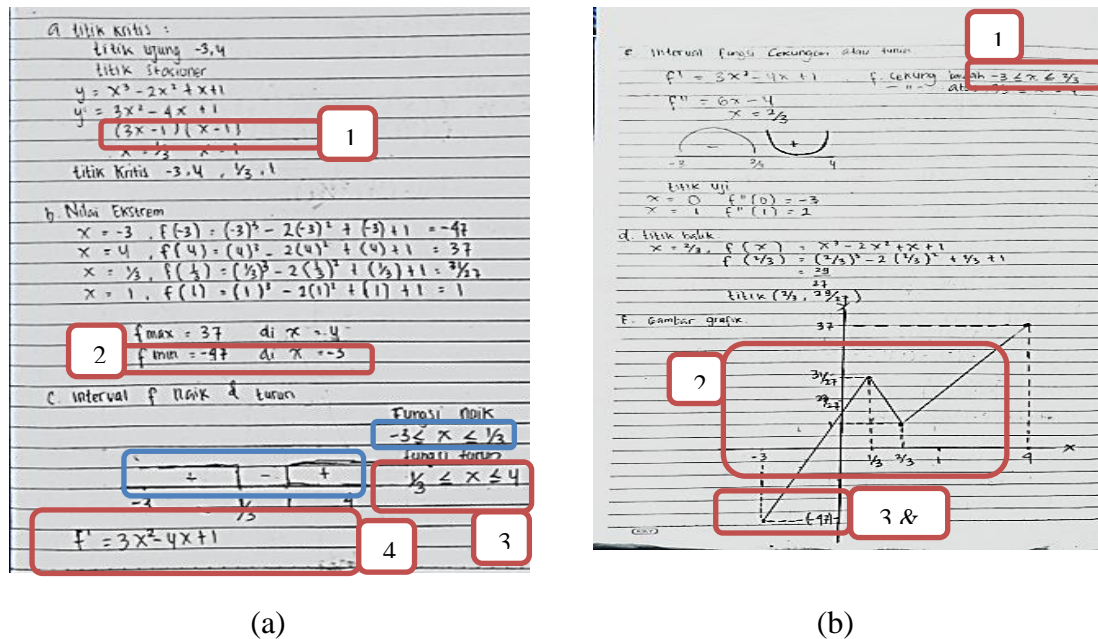 a titik kritis :
titik ujung -3,4
titik stasioner
y = x³ - 2x² + x + 1
y' = 3x² - 4x + 1
(3x - 1) (x - 1)
x = 1/3 x = 1
titik kritis -3, 4, 1/3, 1
1
b. Nilai Ekstrem
x = -3 , f(-3) = (-3)³ - 2(-3)² + (-3) + 1 = -47
x = 4 , f(4) = (4)³ - 2(4)² + (4) + 1 = 37
x = 1/3 , f(1/3) = (1/3)³ - 2(1/3)² + (1/3) + 1 = 31/27
x = 1 , f(1) = (1)³ - 2(1)² + (1) + 1 = 1
f max = 37 di x = 4
2
f min = -47 di x = -3
c. interval f naik & turun
Fungsi naik
-3 ≤ x ≤ 1/3
fungsi turun
1/3 ≤ x ≤ 4
+ - +
-3 1/3 4
f' = 3x² - 4x + 1
4
3
(a)
1
e. Interval Fungsi Cekungan atau turun
f' = 3x² - 4x + 1
f. cekung bawah -3 ≤ x ≤ 2/3
f'' = 6x - 4
x = 2/3
- +
-3 2/3 4
titik uji
x = 0 f''(0) = -3
x = 1 f''(1) = 2
d. titik balik
x = 2/3, f(x) = x³ - 2x² + x + 1
f(2/3) = (2/3)³ - 2(2/3)² + 2/3 + 1
= 29/27
titik (2/3, 29/27)
F. Gambar grafik
37
2
31/27
29/27
-3 1/3 2/3 1 4 x
(-47)
3 &
(b)